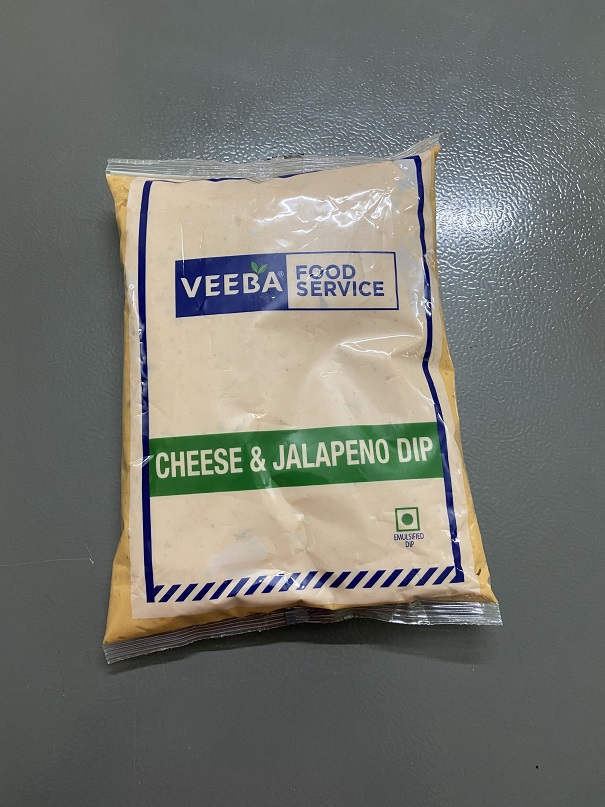 VEEBA®
FOOD
SERVICE
CHEESE & JALAPENO DIP
EMULSIFIED
DIP